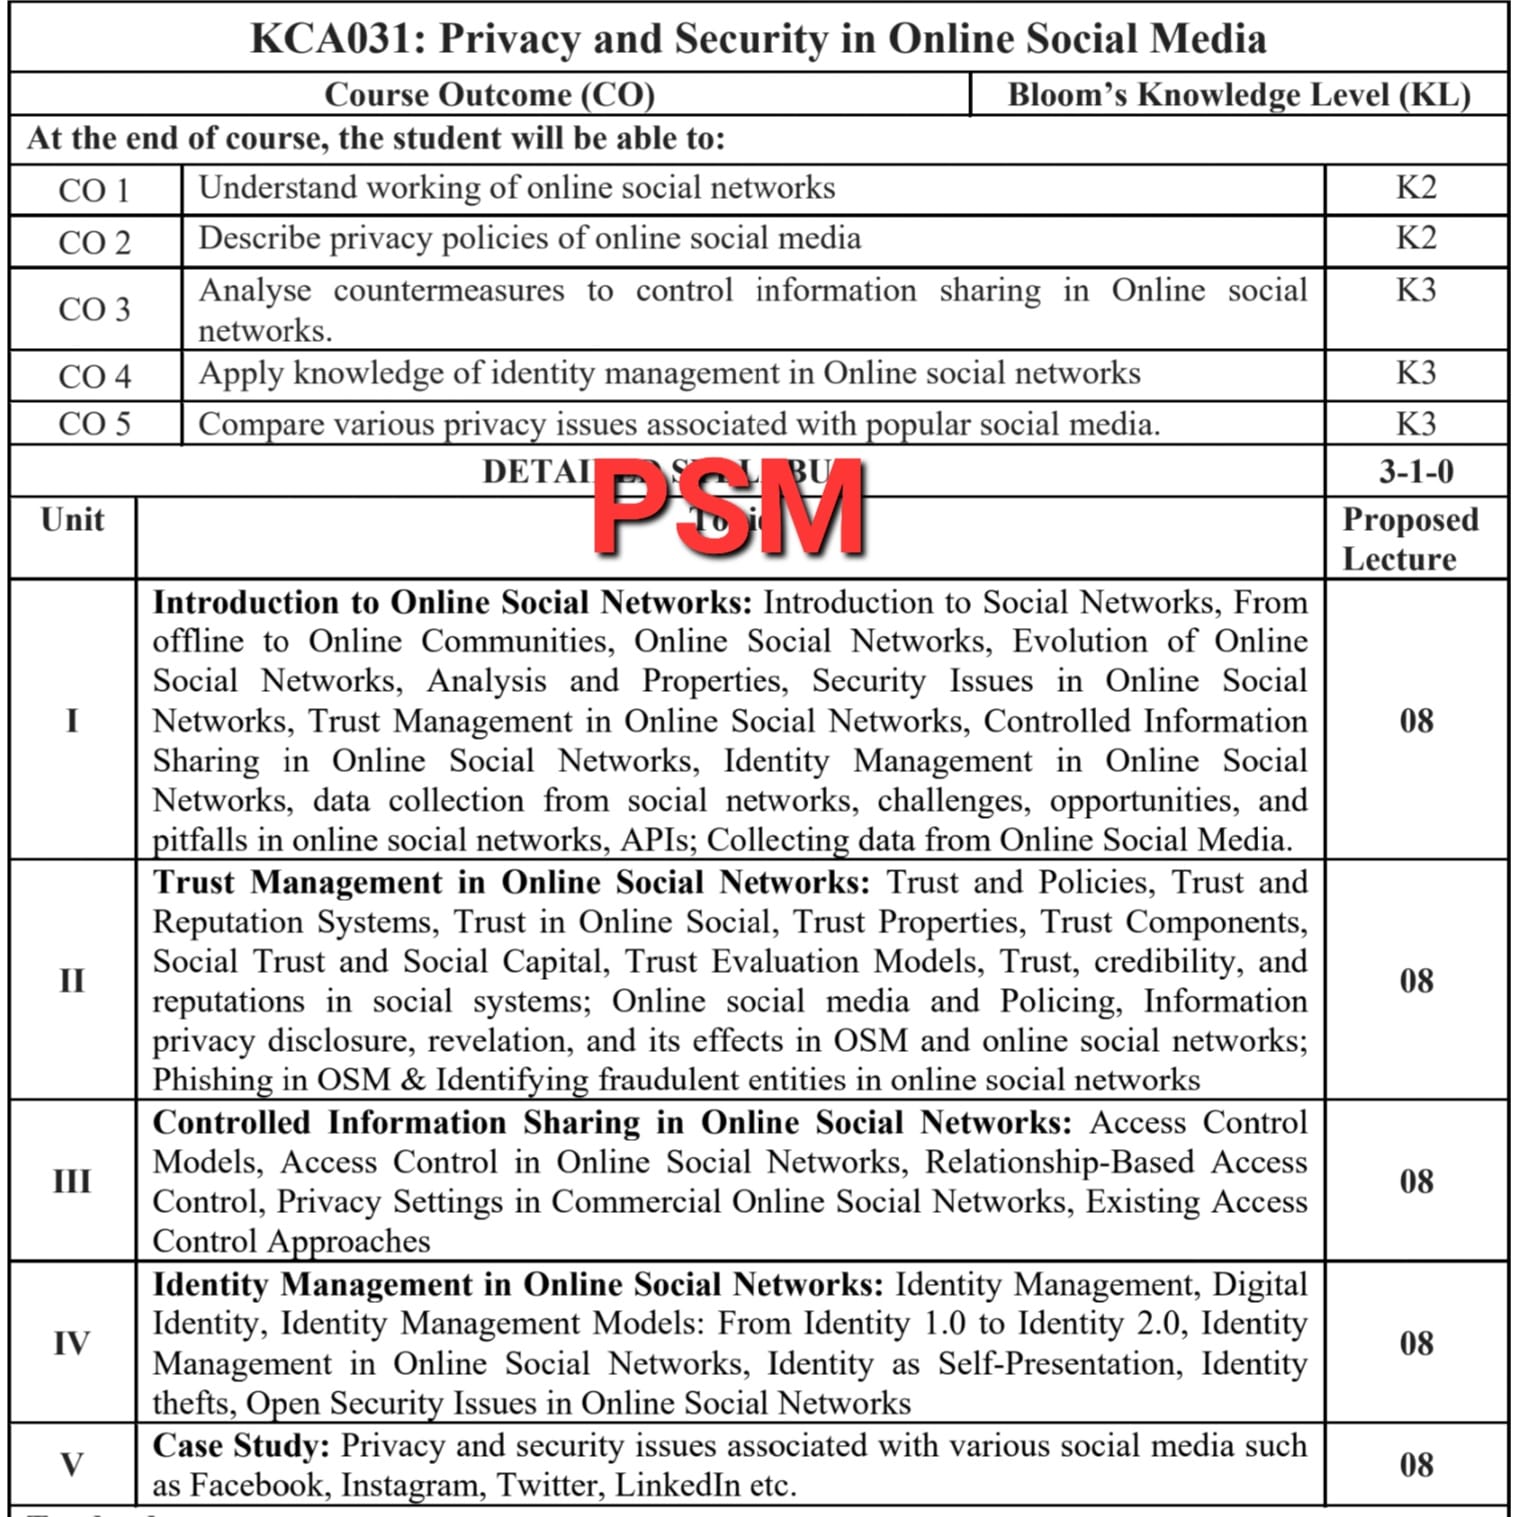 KCA031: Privacy and Security in Online Social Media
Course Outcome (CO) Bloom’s Knowledge Level (KL)
At the end of course, the student will be able to:
CO 1 Understand working of online social networks K2
CO 2 Describe privacy policies of online social media K2
CO 3 Analyse countermeasures to control information sharing in Online social K3
networks.
CO 4 Apply knowledge of identity management in Online social networks K3
CO 5 Compare various privacy issues associated with popular social media. K3
3-1-0
PSM
Unit Proposed
Lecture
Introduction to Online Social Networks: Introduction to Social Networks, From
offline to Online Communities, Online Social Networks, Evolution of Online
Social Networks, Analysis and Properties, Security Issues in Online Social
I Networks, Trust Management in Online Social Networks, Controlled Information 08
Sharing in Online Social Networks, Identity Management in Online Social
Networks, data collection from social networks, challenges, opportunities, and
pitfalls in online social networks, APIs; Collecting data from Online Social Media.
Trust Management in Online Social Networks: Trust and Policies, Trust and
Reputation Systems, Trust in Online Social, Trust Properties, Trust Components,
Social Trust and Social Capital, Trust Evaluation Models, Trust, credibility, and
II reputations in social systems; Online social media and Policing, Information 08
privacy disclosure, revelation, and its effects in OSM and online social networks;
Phishing in OSM & Identifying fraudulent entities in online social networks
Controlled Information Sharing in Online Social Networks: Access Control
Models, Access Control in Online Social Networks, Relationship-Based Access
III Control, Privacy Settings in Commercial Online Social Networks, Existing Access 08
Control Approaches
Identity Management in Online Social Networks: Identity Management, Digital
Identity, Identity Management Models: From Identity 1.0 to Identity 2.0, Identity
IV Management in Online Social Networks, Identity as Self-Presentation, Identity 08
thefts, Open Security Issues in Online Social Networks
V Case Study: Privacy and security issues associated with various social media such 08
as Facebook, Instagram, Twitter, LinkedIn etc.